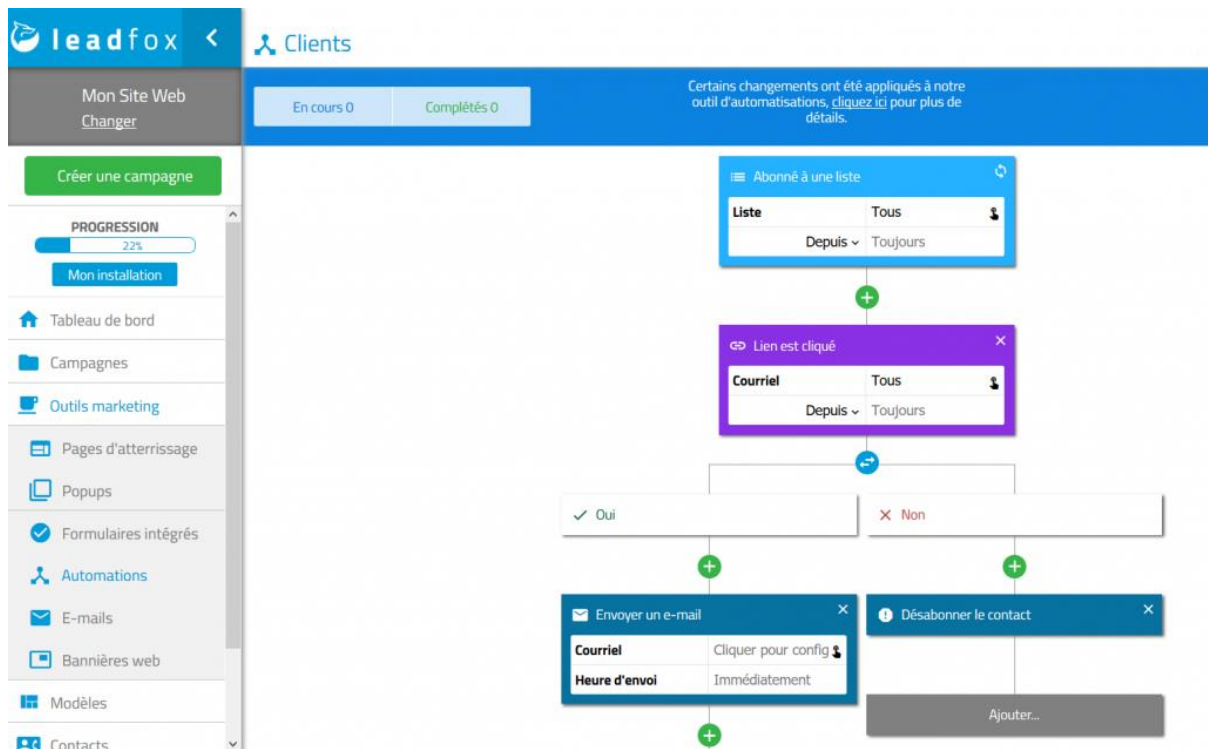 leadfox
Clients
Mon Site Web
Changer
En cours 0
Complétés 0
Certains changements ont été appliqués à notre
outil d'automatisations, cliquez ici pour plus de
détails.
Créer une campagne
PROGRESSION
22%
Mon installation
Tableau de bord
Campagnes
Outils marketing
Pages d'atterrissage
Popups
Formulaires intégrés
Automations
E-mails
Bannières web
Modèles
Contacts
Abonné à une liste
Liste Tous
Depuis Toujours
Lien est cliqué
Courriel Tous
Depuis Toujours
Oui
Non
Envoyer un e-mail
Courriel Cliquer pour config
Heure d'envoi Immédiatement
Désabonner le contact
Ajouter...